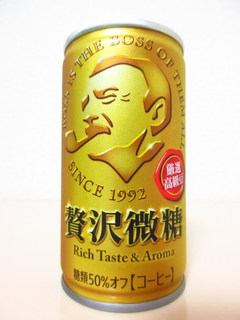 IS THE BOSS OF THEM ALL
SINCE 1992
厳選
高級豆
贅沢微糖
Rich Taste & Aroma
糖類50%オフ【コーヒー】